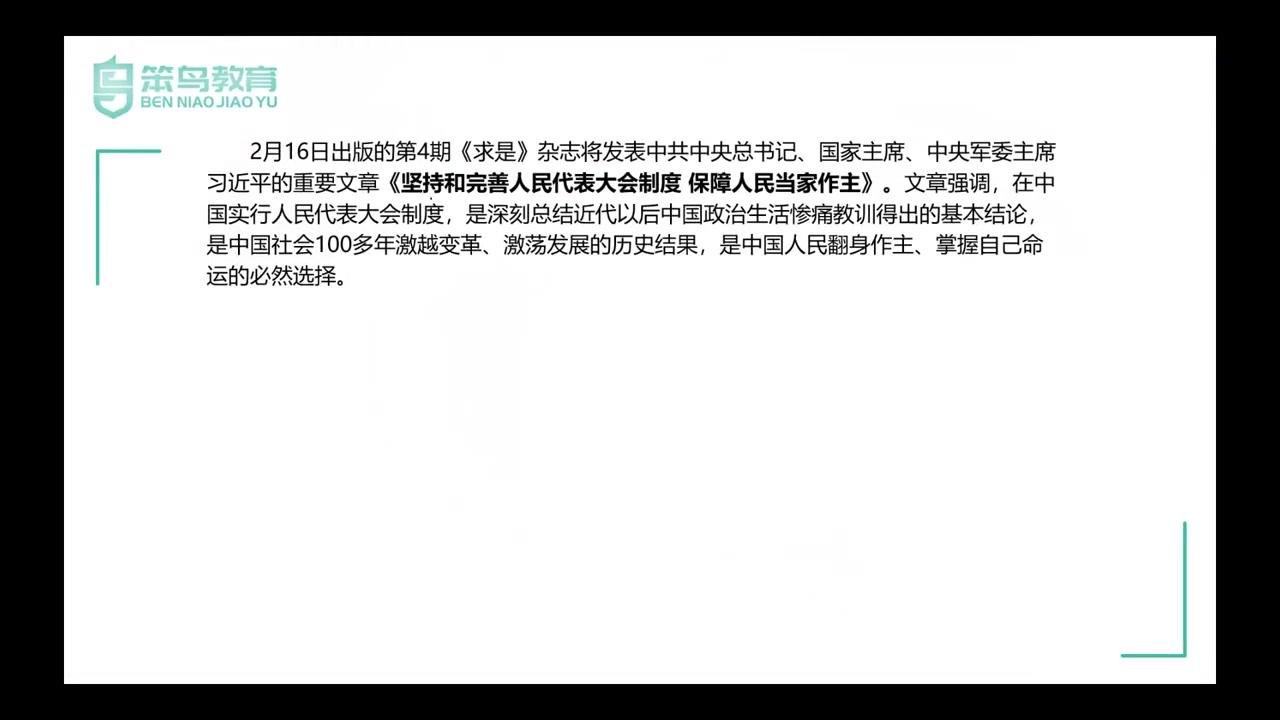 笨鸟教育
BEN NIAO JIAO YU
2月16日出版的第4期《求是》杂志将发表中共中央总书记、国家主席、中央军委主席
习近平的重要文章《坚持和完善人民代表大会制度 保障人民当家作主》。文章强调，在中
国实行人民代表大会制度，是深刻总结近代以后中国政治生活惨痛教训得出的基本结论，
是中国社会100多年激越变革、激荡发展的历史结果，是中国人民翻身作主、掌握自己命
运的必然选择。